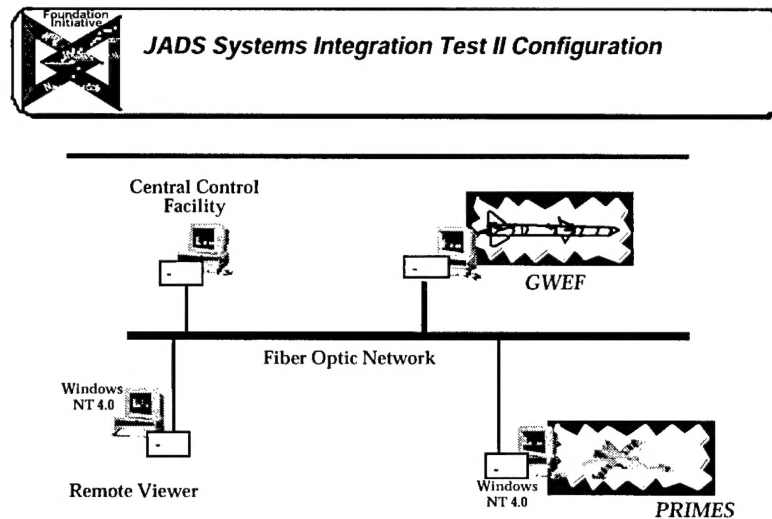 Foundation
Initiative
JADS Systems Integration Test II Configuration
Central Control
Facility
GWEF
Fiber Optic Network
Windows
NT 4.0
Remote Viewer
Windows
NT 4.0
PRIMES